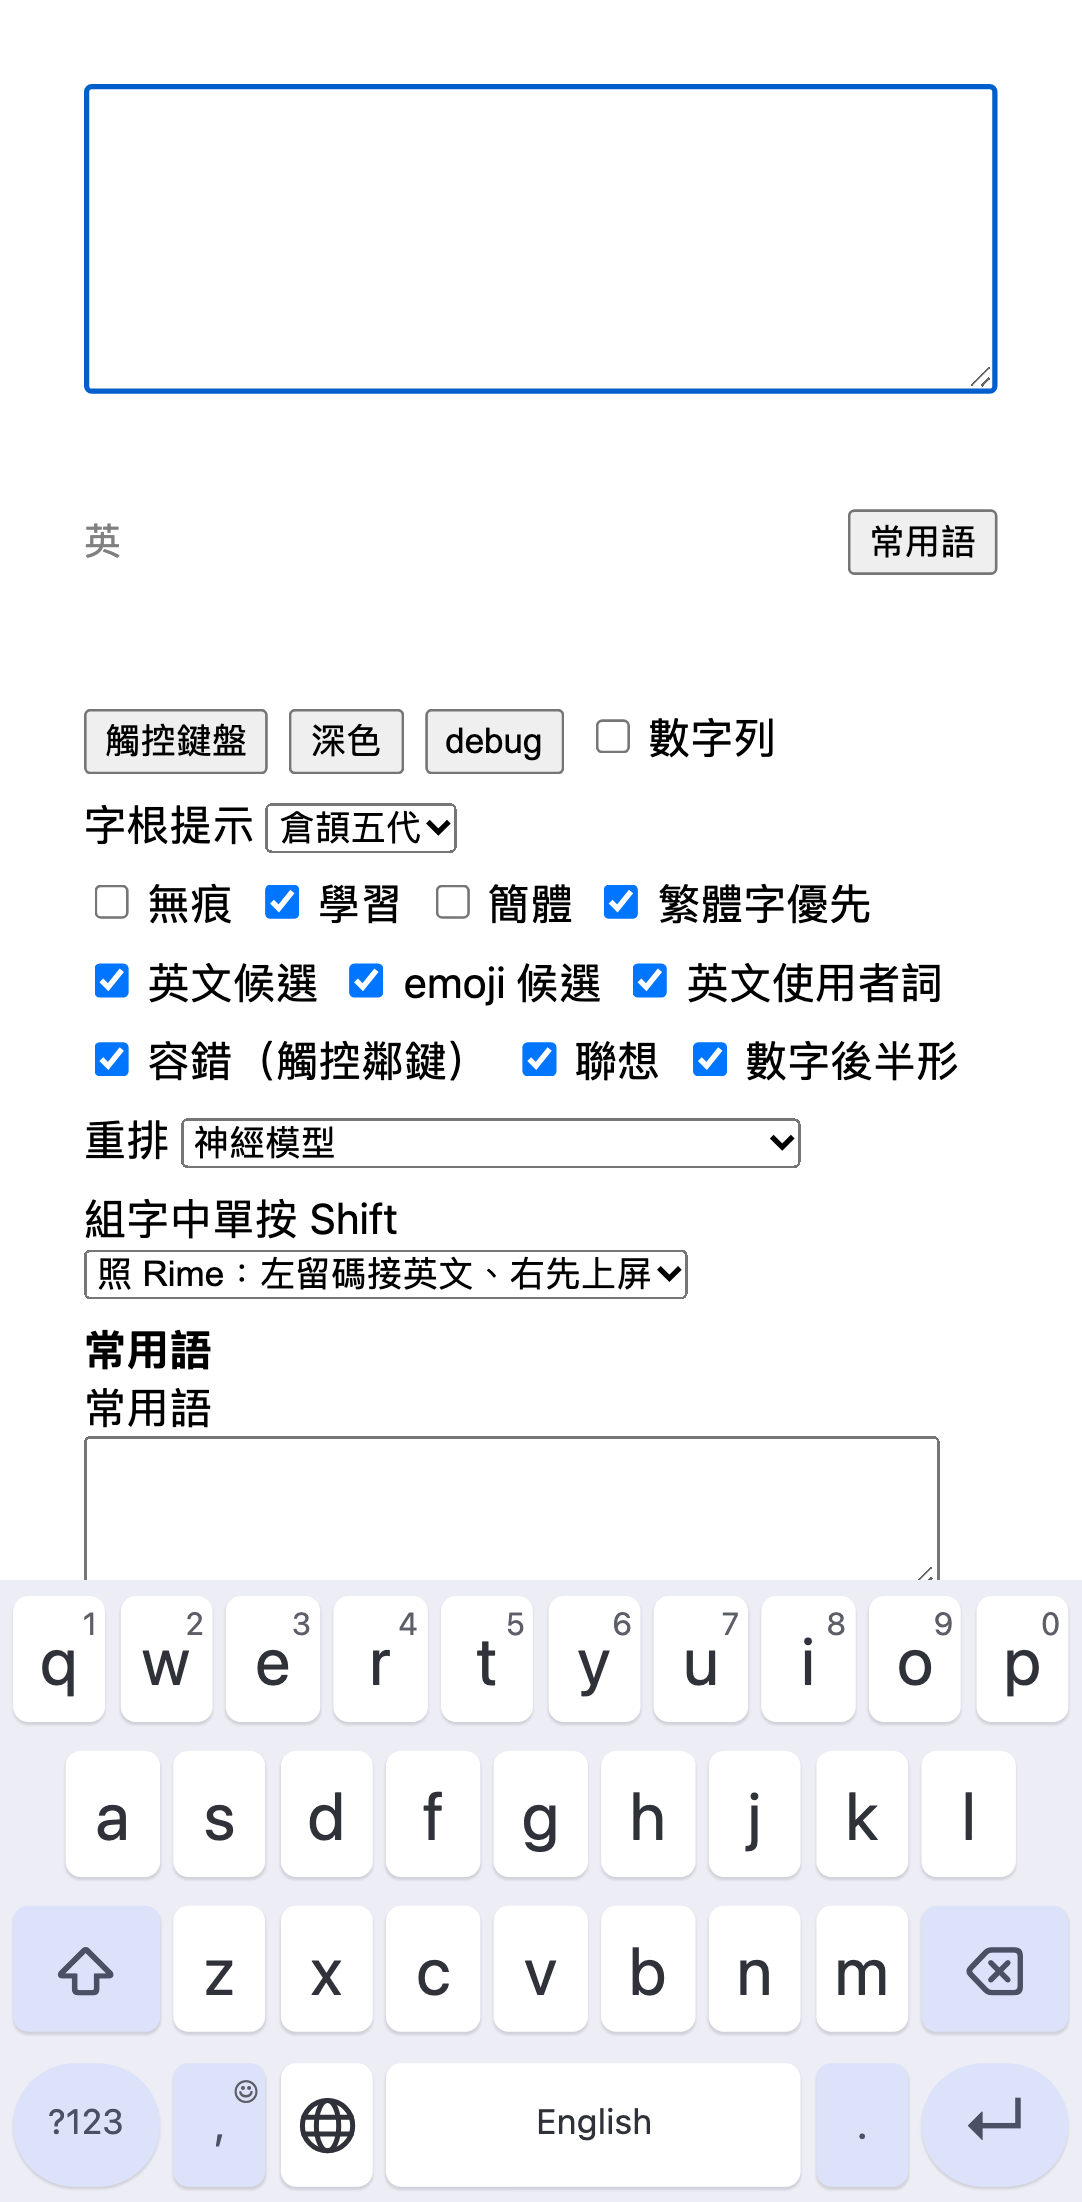 英 常用語
觸控鍵盤 深色 debug 數字列
字根提示 倉頡五代
無痕 學習 簡體 繁體字優先
英文候選 emoji 候選 英文使用者詞
容錯（觸控鄰鍵） 聯想 數字後半形
重排 神經模型
組字中單按 Shift
照 Rime：左留碼接英文、右先上屏
常用語
常用語
1 2 3 4 5 6 7 8 9 0
q w e r t y u i o p
a s d f g h j k l
z x c v b n m
?123 , English .